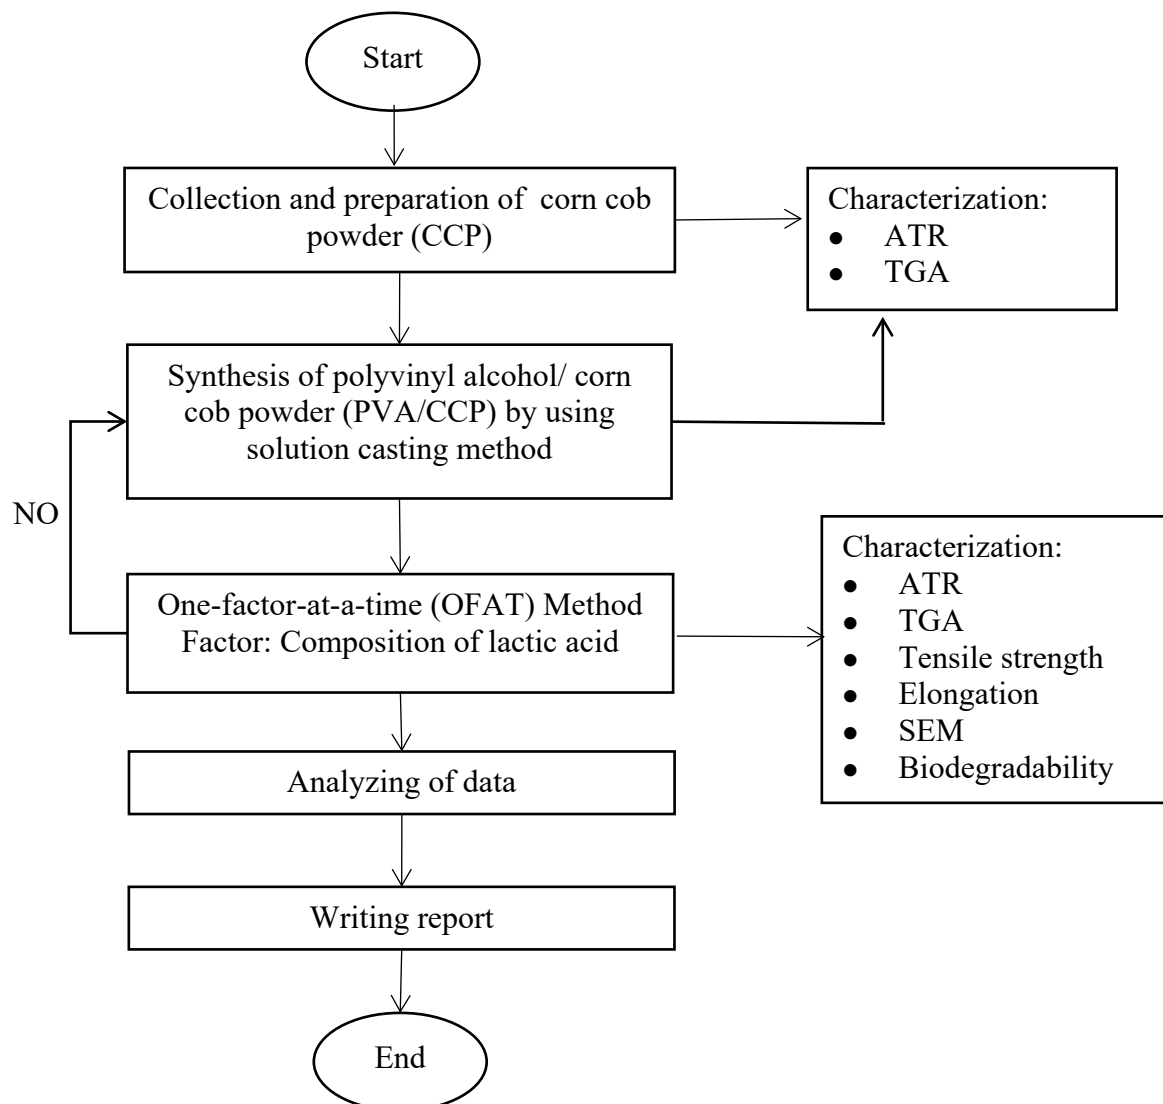 Start
Collection and preparation of corn cob
powder (CCP)
Characterization:
● ATR
● TGA
Synthesis of polyvinyl alcohol/ corn
cob powder (PVA/CCP) by using
solution casting method
NO
One-factor-at-a-time (OFAT) Method
Factor: Composition of lactic acid
Characterization:
● ATR
● TGA
● Tensile strength
● Elongation
● SEM
● Biodegradability
Analyzing of data
Writing report
End